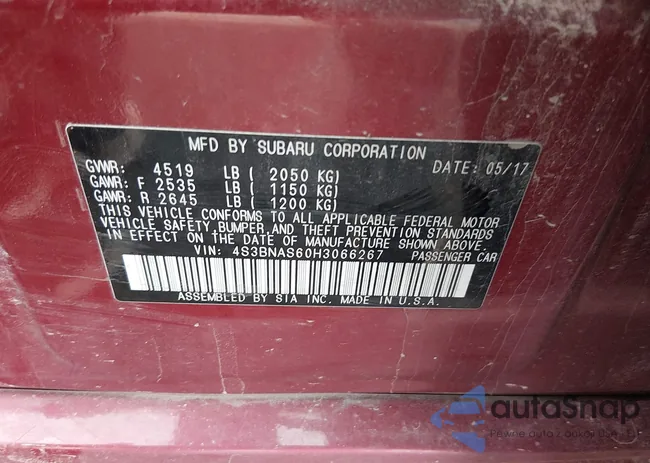 MFD BY SUBARU CORPORATION
GVWR: 4519 LB ( 2050 KG) DATE: 05/17
GAWR: F 2535 LB ( 1150 KG)
GAWR: R 2645 LB ( 1200 KG)
THIS VEHICLE CONFORMS TO ALL APPLICABLE FEDERAL MOTOR
VEHICLE SAFETY, BUMPER, AND THEFT PREVENTION STANDARDS
IN EFFECT ON THE DATE OF MANUFACTURE SHOWN ABOVE.
VIN: 4S3BNAS60H3066267 PASSENGER CAR
ASSEMBLED BY SIA INC. MADE IN U.S.A.
autoSnap
Pewne auta z aukcji